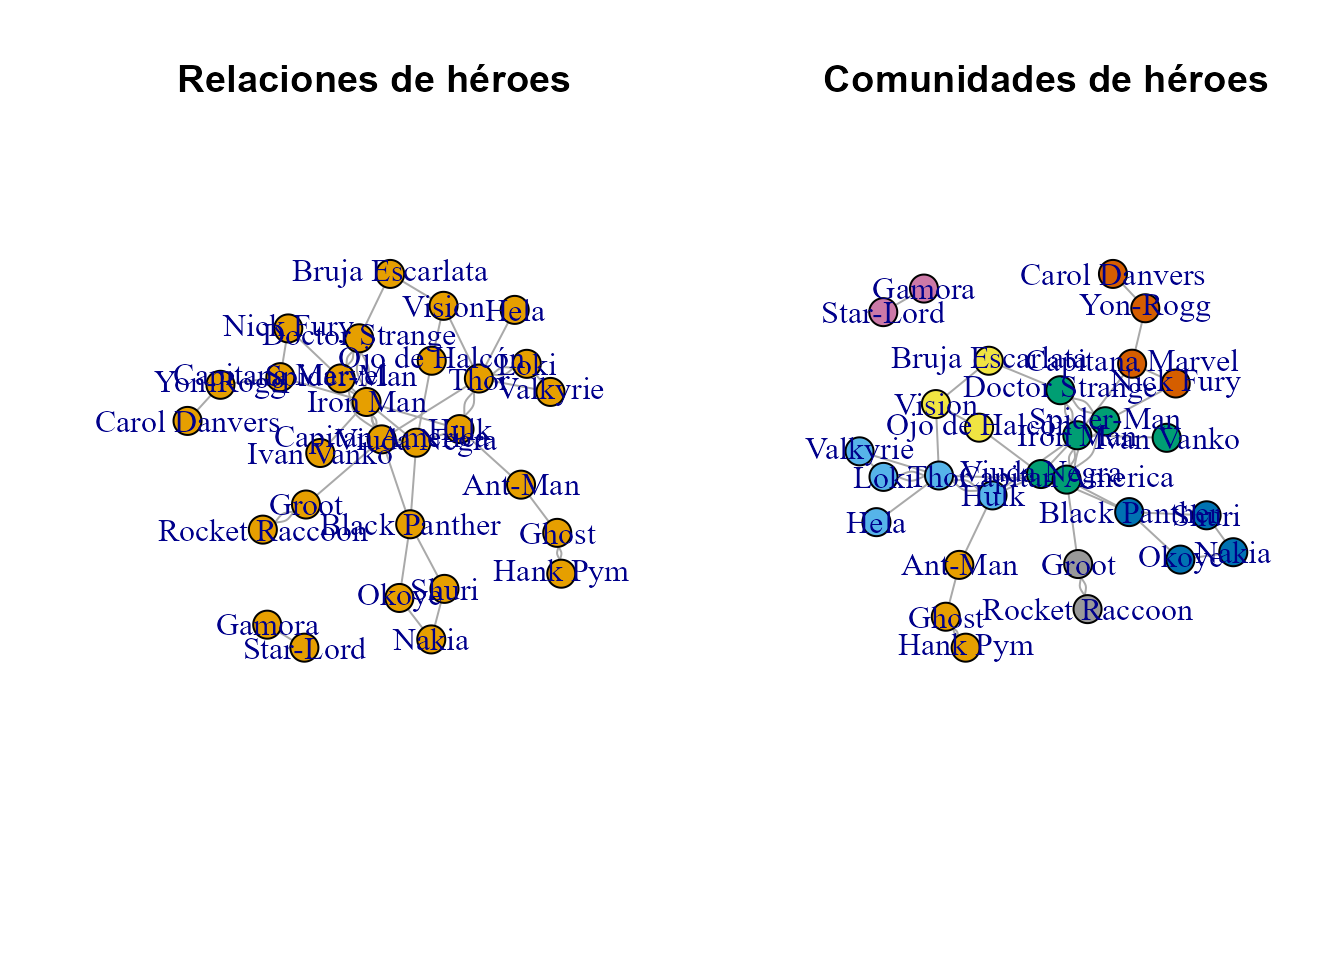 Relaciones de héroes
Bruja Escarlata
Vision
Hela
Nick Fury
Doctor Strange
Ojo de Halcón
Loki
Capitana Marvel
Spider-Man
Thor
Yon-Rogg
Valkyrie
Iron Man
Carol Danvers
Hulk
Capitan America
Viuda Negra
Ivan Vanko
Ant-Man
Groot
Rocket Raccoon
Black Panther
Ghost
Hank Pym
Okoye
Shuri
Gamora
Star-Lord
Nakia
Comunidades de héroes
Carol Danvers
Gamora
Yon-Rogg
Star-Lord
Bruja Escarlata
Capitana Marvel
Doctor Strange
Nick Fury
Vision
Ojo de Halcón
Spider-Man
Iron Man
Ivan Vanko
Valkyrie
Loki
Thor
Viuda Negra
Capitan America
Hulk
Hela
Black Panther
Shuri
Okoye
Nakia
Ant-Man
Groot
Ghost
Rocket Raccoon
Hank Pym